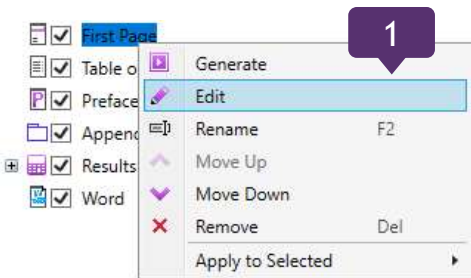 1
First Page
Generate
Table o
Edit
Preface
Rename F2
Append
Move Up
Results
Move Down
Word
Remove Del
Apply to Selected